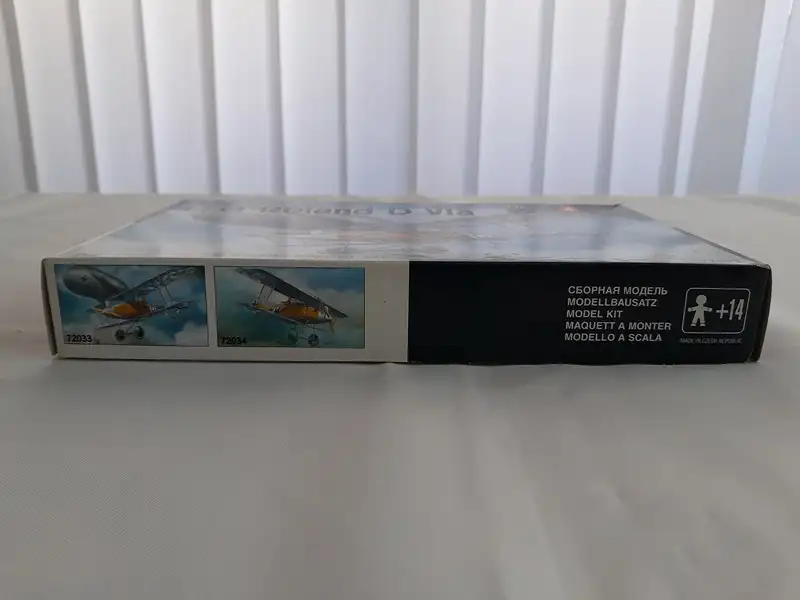 Roland D VIa
72033
72034
СБОРНАЯ МОДЕЛЬ
MODELLBAUSATZ
MODEL KIT
MAQUETT A MONTER
MODELLO A SCALA
+14
MADE IN CZECH REPUBLIC